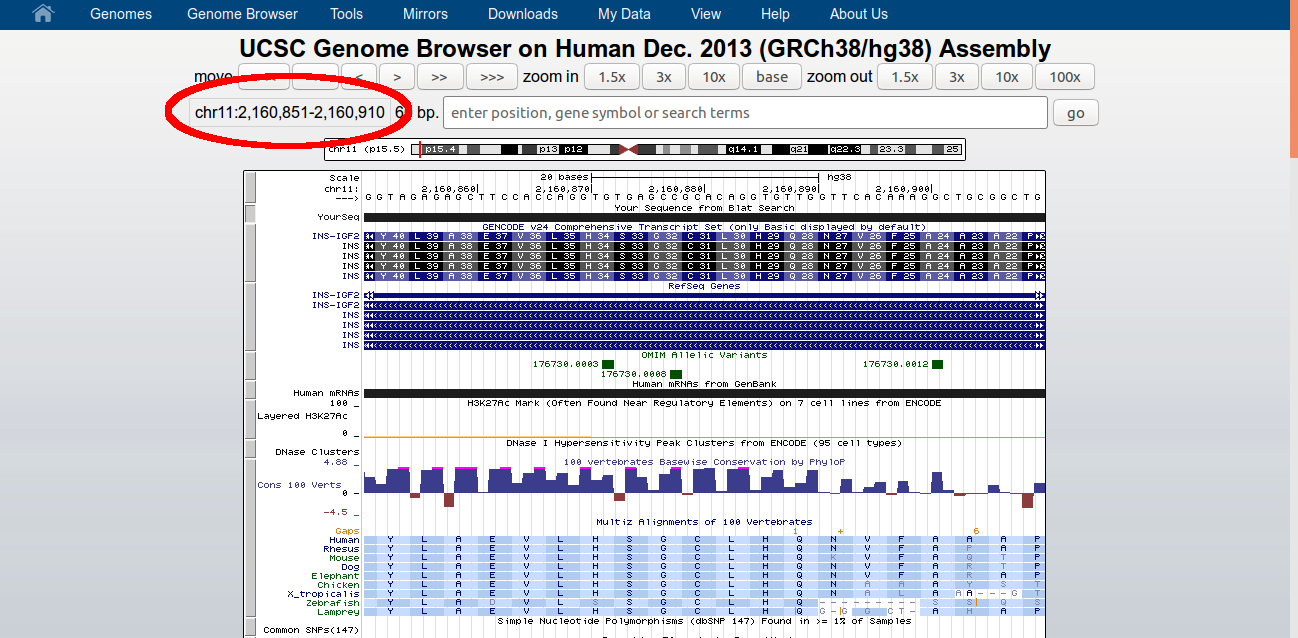 Genomes Genome Browser Tools Mirrors Downloads My Data View Help About Us
UCSC Genome Browser on Human Dec. 2013 (GRCh38/hg38) Assembly
move < > >> >>> zoom in 1.5x 3x 10x base zoom out 1.5x 3x 10x 100x
chr11:2,160,851-2,160,910 bp. enter position, gene symbol or search terms go
chr11 (p15.5) p15.4 p13 p12 q14.1 q21 q22.3 23.3 25
Scale 20 bases hg38
chr11: 2,160,860 2,160,870 2,160,880 2,160,890 2,160,900
---> G G T A G A G A G C T T C C A C C A G G T G T G A G C C G C A C A G G T G T T G G T T C A C A A A G G C T G C G G C T G
Your Sequence from Blat Search
YourSeq
GENCODE v24 Comprehensive Transcript Set (only Basic displayed by default)
INS-IGF2 Y 40 L 39 A 38 E 37 V 36 L 35 H 34 S 33 G 32 C 31 L 30 H 29 Q 28 N 27 V 26 F 25 A 24 A 23 A 22 P
INS Y 40 L 39 A 38 E 37 V 36 L 35 H 34 S 33 G 32 C 31 L 30 H 29 Q 28 N 27 V 26 F 25 A 24 A 23 A 22 P
INS Y 40 L 39 A 38 E 37 V 36 L 35 H 34 S 33 G 32 C 31 L 30 H 29 Q 28 N 27 V 26 F 25 A 24 A 23 A 22 P
INS Y 40 L 39 A 38 E 37 V 36 L 35 H 34 S 33 G 32 C 31 L 30 H 29 Q 28 N 27 V 26 F 25 A 24 A 23 A 22 P
INS Y 40 L 39 A 38 E 37 V 36 L 35 H 34 S 33 G 32 C 31 L 30 H 29 Q 28 N 27 V 26 F 25 A 24 A 23 A 22 P
RefSeq Genes
INS-IGF2
INS-IGF2
INS
INS
INS
INS
OMIM Allelic Variants
176730.0003 176730.0012
176730.0008
Human mRNAs from GenBank
Human mRNAs
100 _ H3K27Ac Mark (Often Found Near Regulatory Elements) on 7 cell lines from ENCODE
Layered H3K27Ac
0 _
DNase I Hypersensitivity Peak Clusters from ENCODE (95 cell types)
DNase Clusters
4.88 _ 100 vertebrates Basewise Conservation by PhyloP
Cons 100 Verts
0 _
-4.5 _
Multiz Alignments of 100 Vertebrates
Gaps 1 + 6
Human Y L A E V L H S G C L H Q N V F A A A P
Rhesus Y L A E V L H S G C L H Q N V F A P A P
Mouse Y L A E V L H S G C L H Q K V F A Q T P
Dog Y L A E V L H S G C L H Q N V F A R T P
Elephant Y L A E V L H S G C L H Q N V F A R T P
Chicken Y L A E V L H S G C L H Q N A A A Y S T
X_tropicalis Y L A E V L H S G C L H Q N A L A A A - - - G T
Zebrafish Y L A D V L S S G C L H Q - - - - - - - - - S S Q S
Lamprey Y L A E V L H S G C L H Q G - G G C T - A H A P
Simple Nucleotide Polymorphisms (dbSNP 147) Found in >= 1% of Samples
Common SNPs(147)